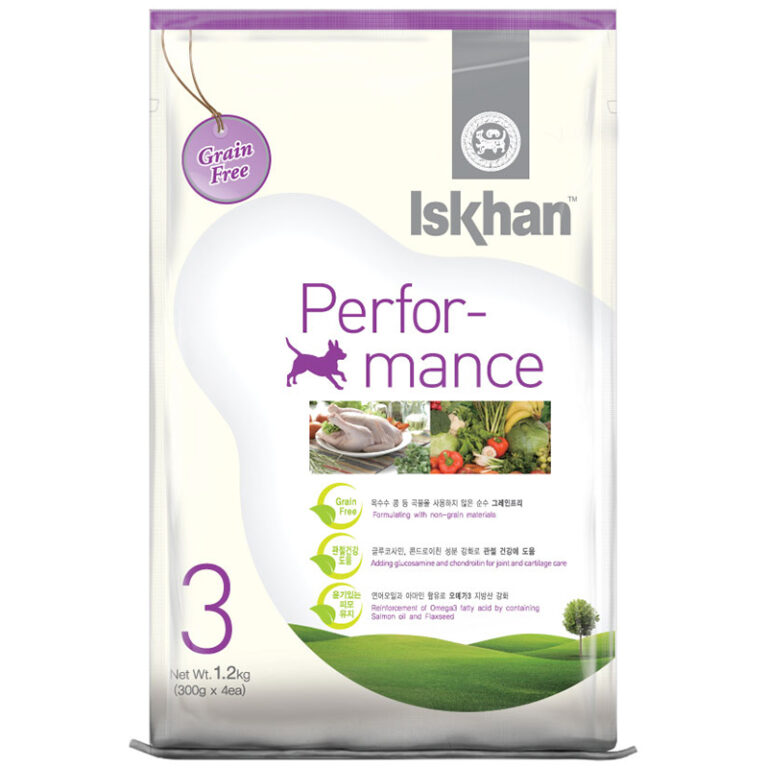 Grain
Free
Iskhan™
Perfor-
mance
Grain
Free
옥수수 콩 등 곡물을 사용하지 않은 순수 그레인프리
Formulating with non-grain materials
관절건강
도움
글루코사민, 콘드로이친 성분 강화로 관절 건강에 도움
Adding glucosamine and chondroitin for joint and cartilage care
윤기있는
피모
유지
연어오일과 아마인 함유로 오메가3 지방산 강화
Reinforcement of Omega3 fatty acid by containing
Salmon oil and Flaxseed
3
Net Wt. 1.2kg
(300g x 4ea)